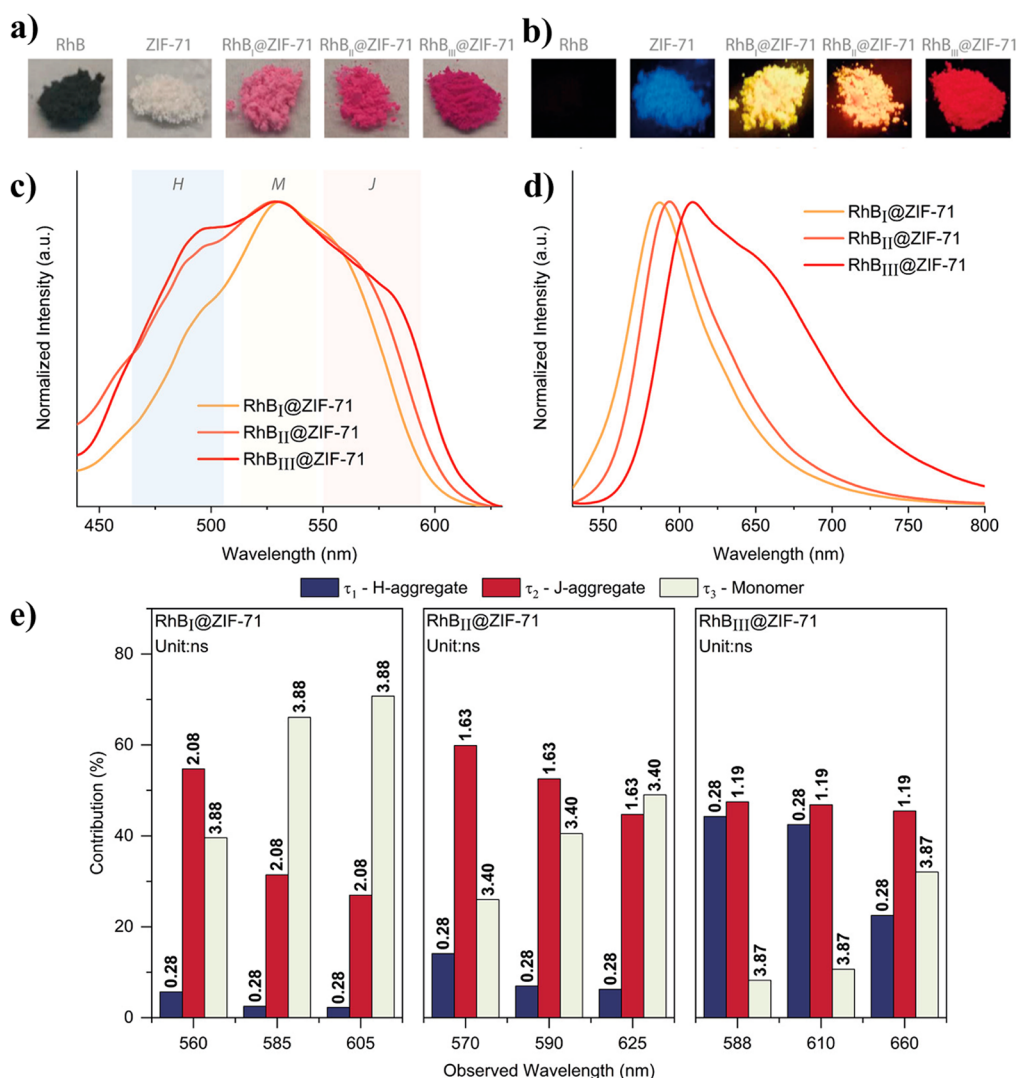 a)
RhB ZIF-71 RhBI@ZIF-71 RhBII@ZIF-71 RhBIII@ZIF-71
b)
RhB ZIF-71 RhBI@ZIF-71 RhBII@ZIF-71 RhBIII@ZIF-71
c)
H M J
Normalized Intensity (a.u.)
RhBI@ZIF-71
RhBII@ZIF-71
RhBIII@ZIF-71
450 500 550 600
Wavelength (nm)
d)
Normalized Intensity (a.u.)
RhBI@ZIF-71
RhBII@ZIF-71
RhBIII@ZIF-71
550 600 650 700 750 800
Wavelength (nm)
τ1 - H-aggregate τ2 - J-aggregate τ3 - Monomer
e)
Contribution (%)
80
60
40
20
0
RhBI@ZIF-71
Unit:ns
0.28 2.08 3.88
0.28 2.08 3.88
0.28 2.08 3.88
560 585 605
RhBII@ZIF-71
Unit:ns
0.28 1.63 3.40
0.28 1.63 3.40
0.28 1.63 3.40
570 590 625
RhBIII@ZIF-71
Unit:ns
0.28 1.19 3.87
0.28 1.19 3.87
0.28 1.19 3.87
588 610 660
Observed Wavelength (nm)